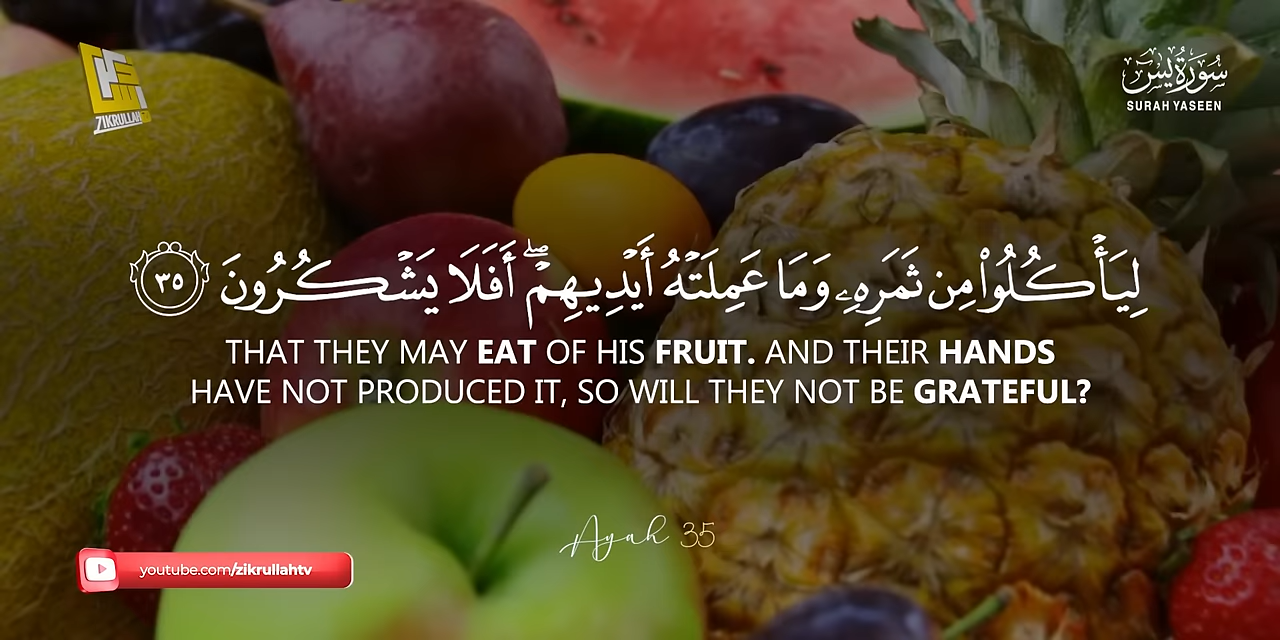 ZIKRULLAH
سُورَةُ يٰسٓ
SURAH YASEEN
لِيَأْكُلُوا۟ مِن ثَمَرِهِۦ وَمَا عَمِلَتْهُ أَيْدِيهِمْ ۖ أَفَلَا يَشْكُرُونَ ٣٥
THAT THEY MAY EAT OF HIS FRUIT. AND THEIR HANDS
HAVE NOT PRODUCED IT, SO WILL THEY NOT BE GRATEFUL?
Ayah 35
youtube.com/zikrullahtv